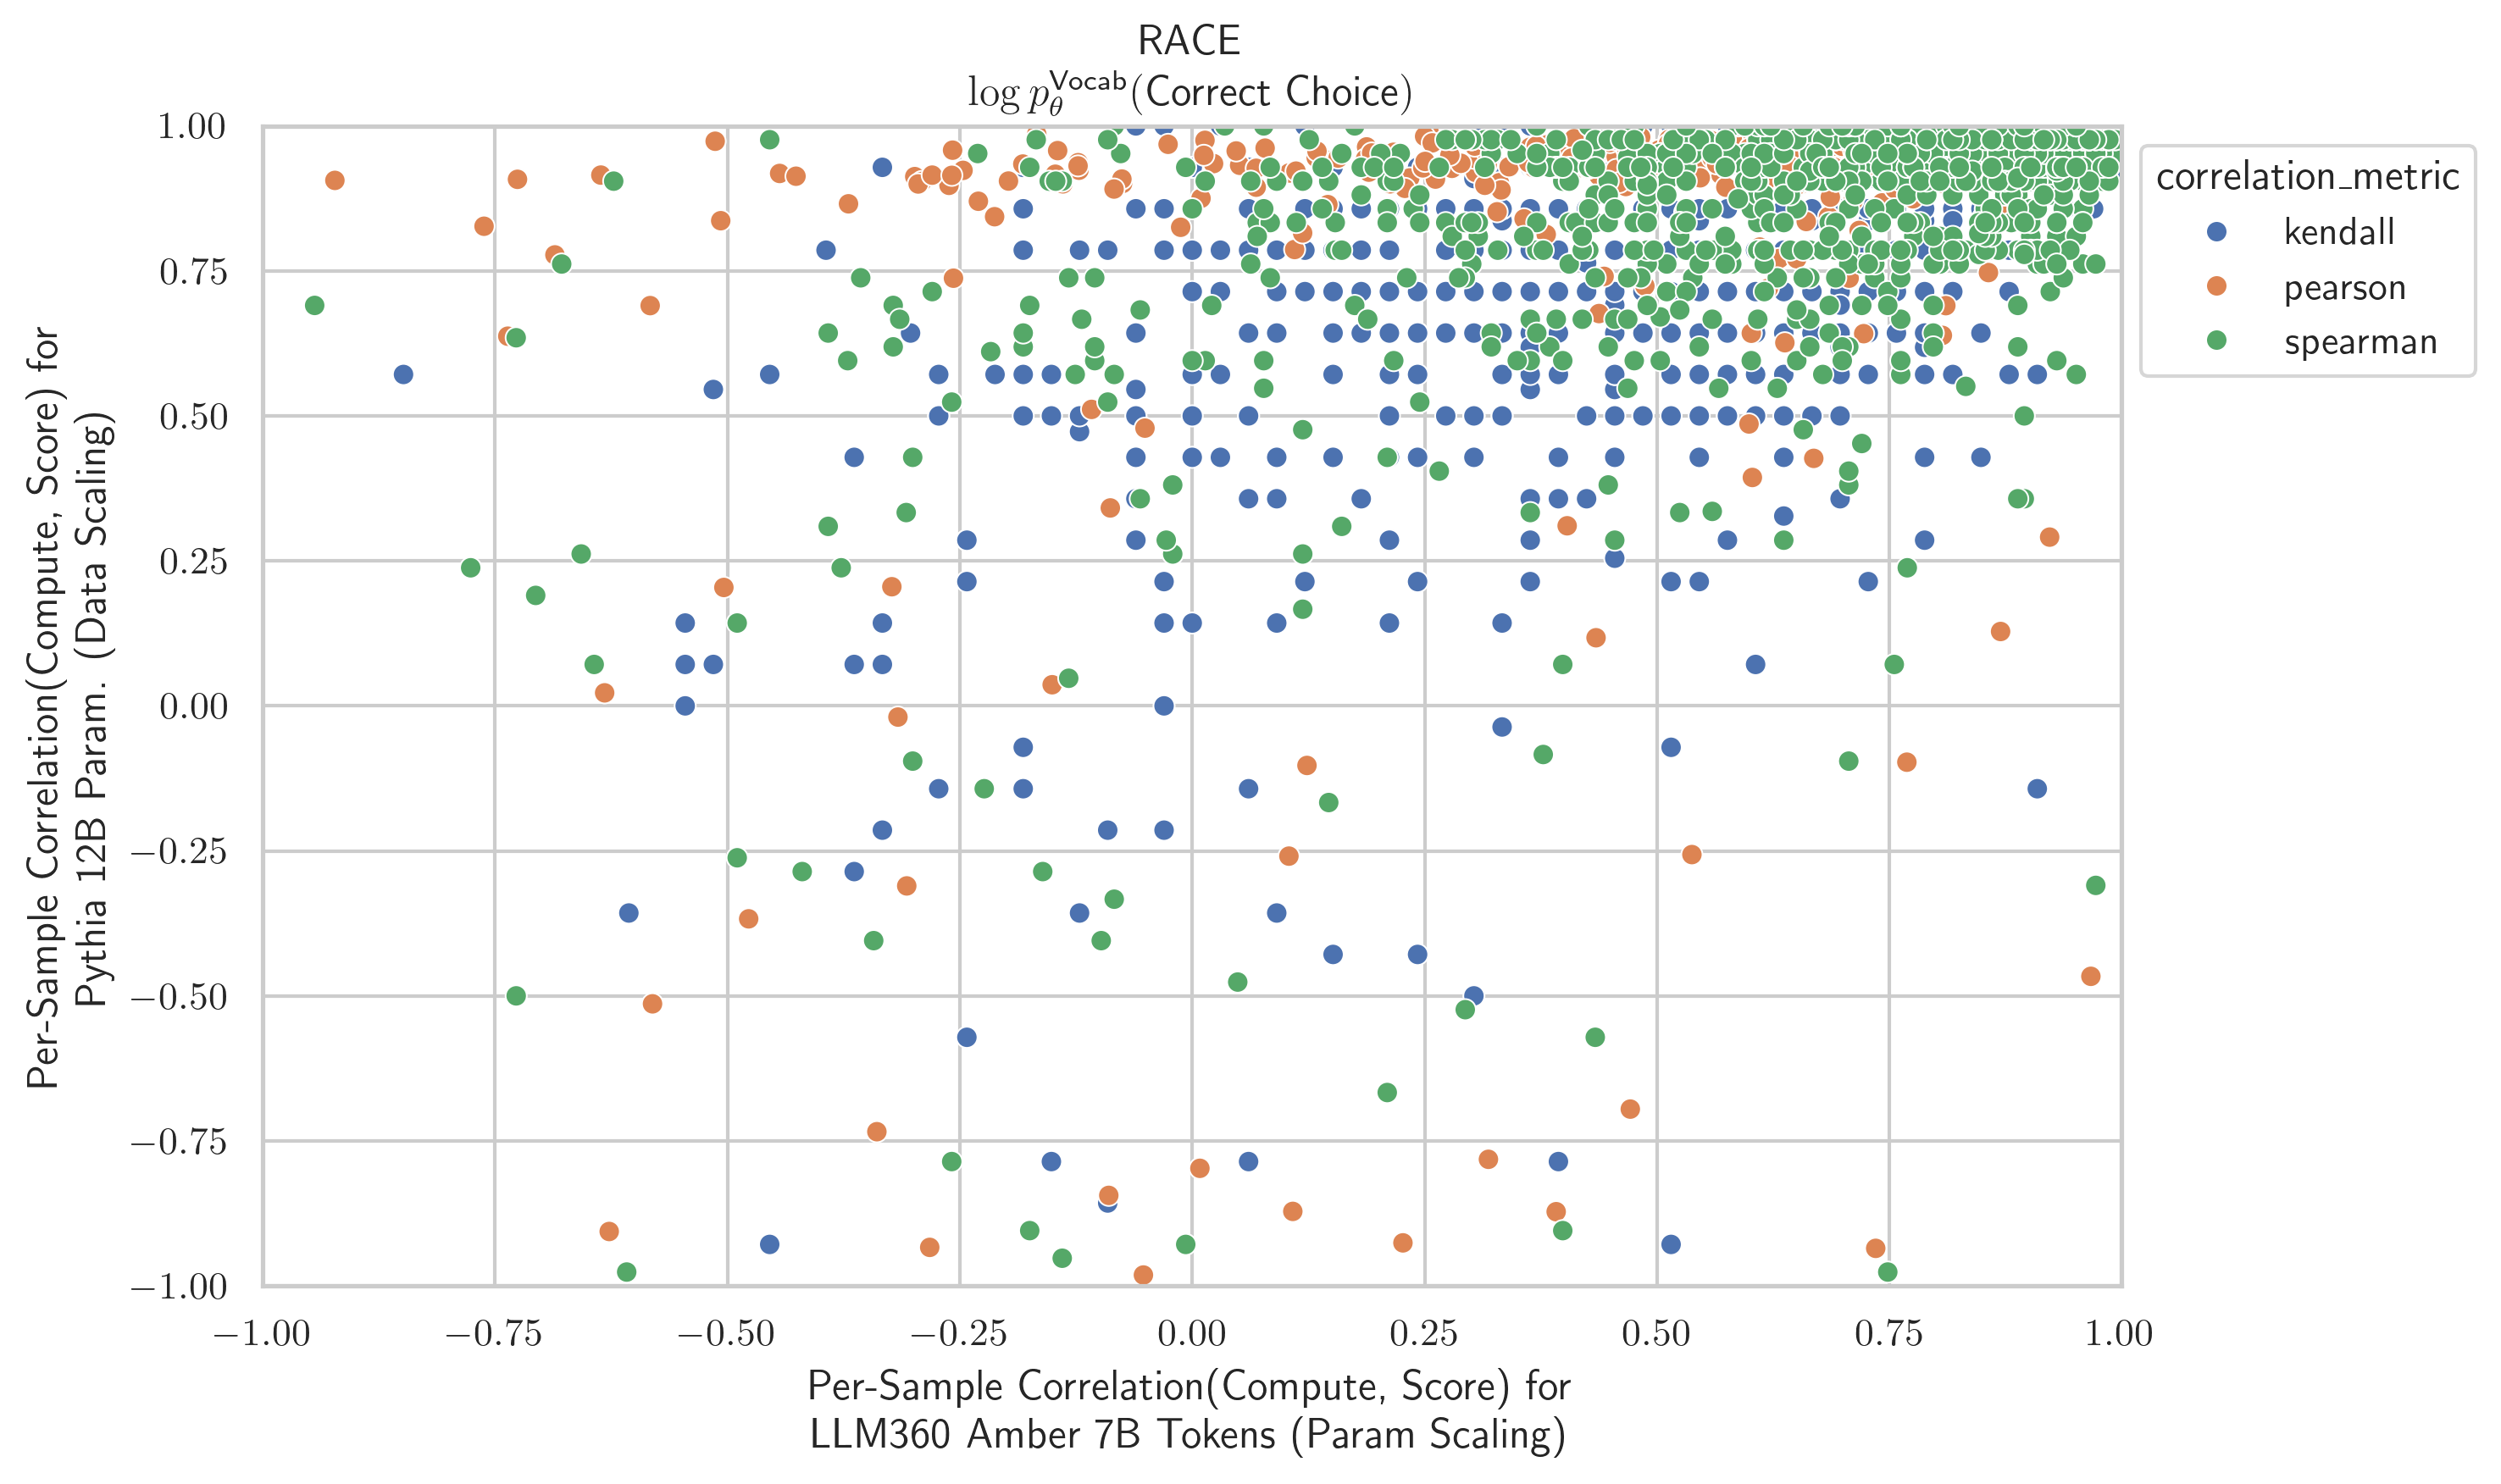 RACE
log p_θ^Vocab(Correct Choice)
1.00
0.75
0.50
0.25
0.00
−0.25
−0.50
−0.75
−1.00
Per-Sample Correlation(Compute, Score) for
Pythia 12B Param. (Data Scaling)
correlation_metric
kendall
pearson
spearman
−1.00 −0.75 −0.50 −0.25 0.00 0.25 0.50 0.75 1.00
Per-Sample Correlation(Compute, Score) for
LLM360 Amber 7B Tokens (Param Scaling)